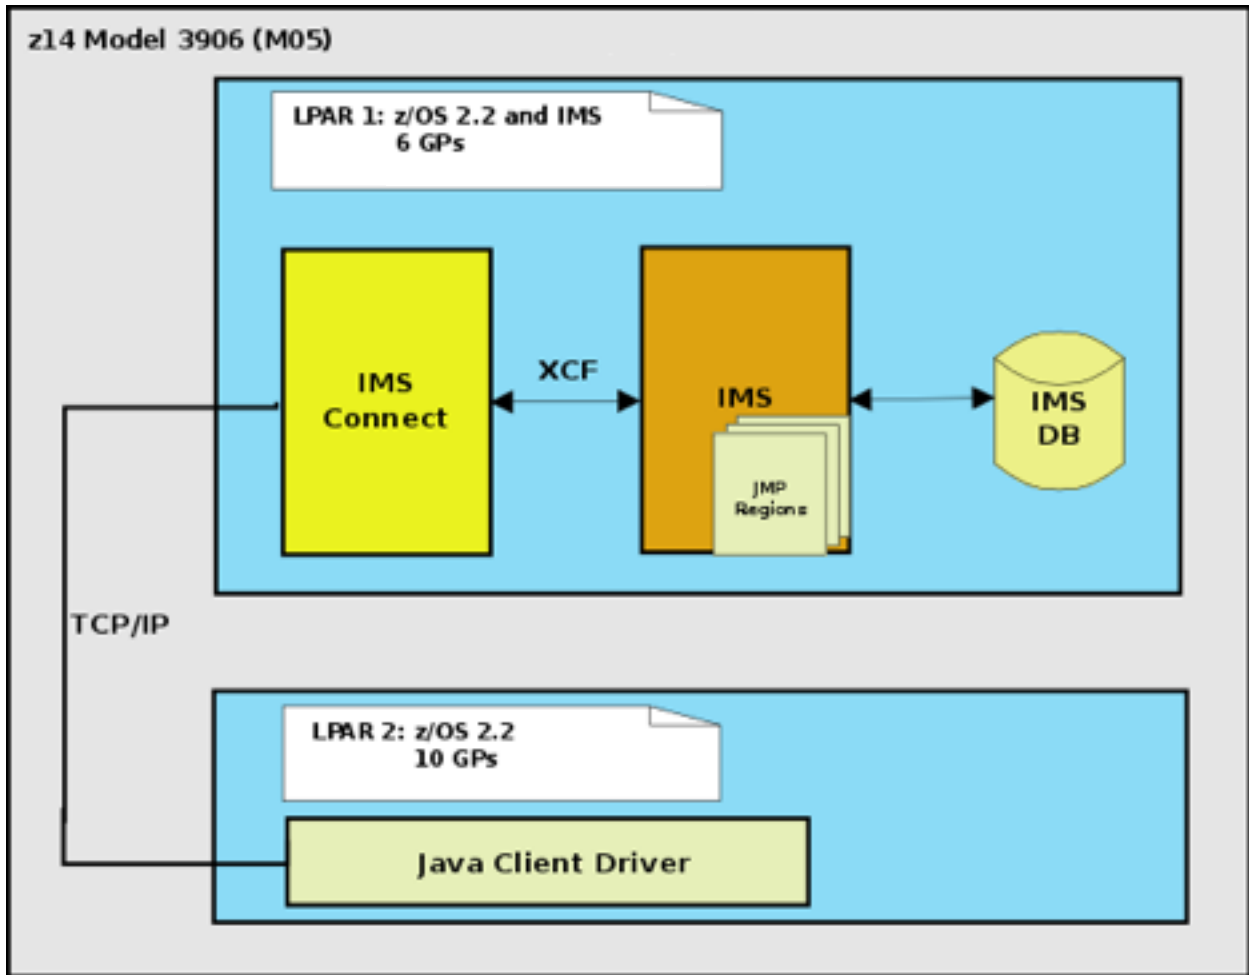 z14 Model 3906 (M05)
LPAR 1: z/OS 2.2 and IMS
6 GPs
IMS
Connect
XCF
IMS
JMP
Regions
IMS
DB
TCP/IP
LPAR 2: z/OS 2.2
10 GPs
Java Client Driver